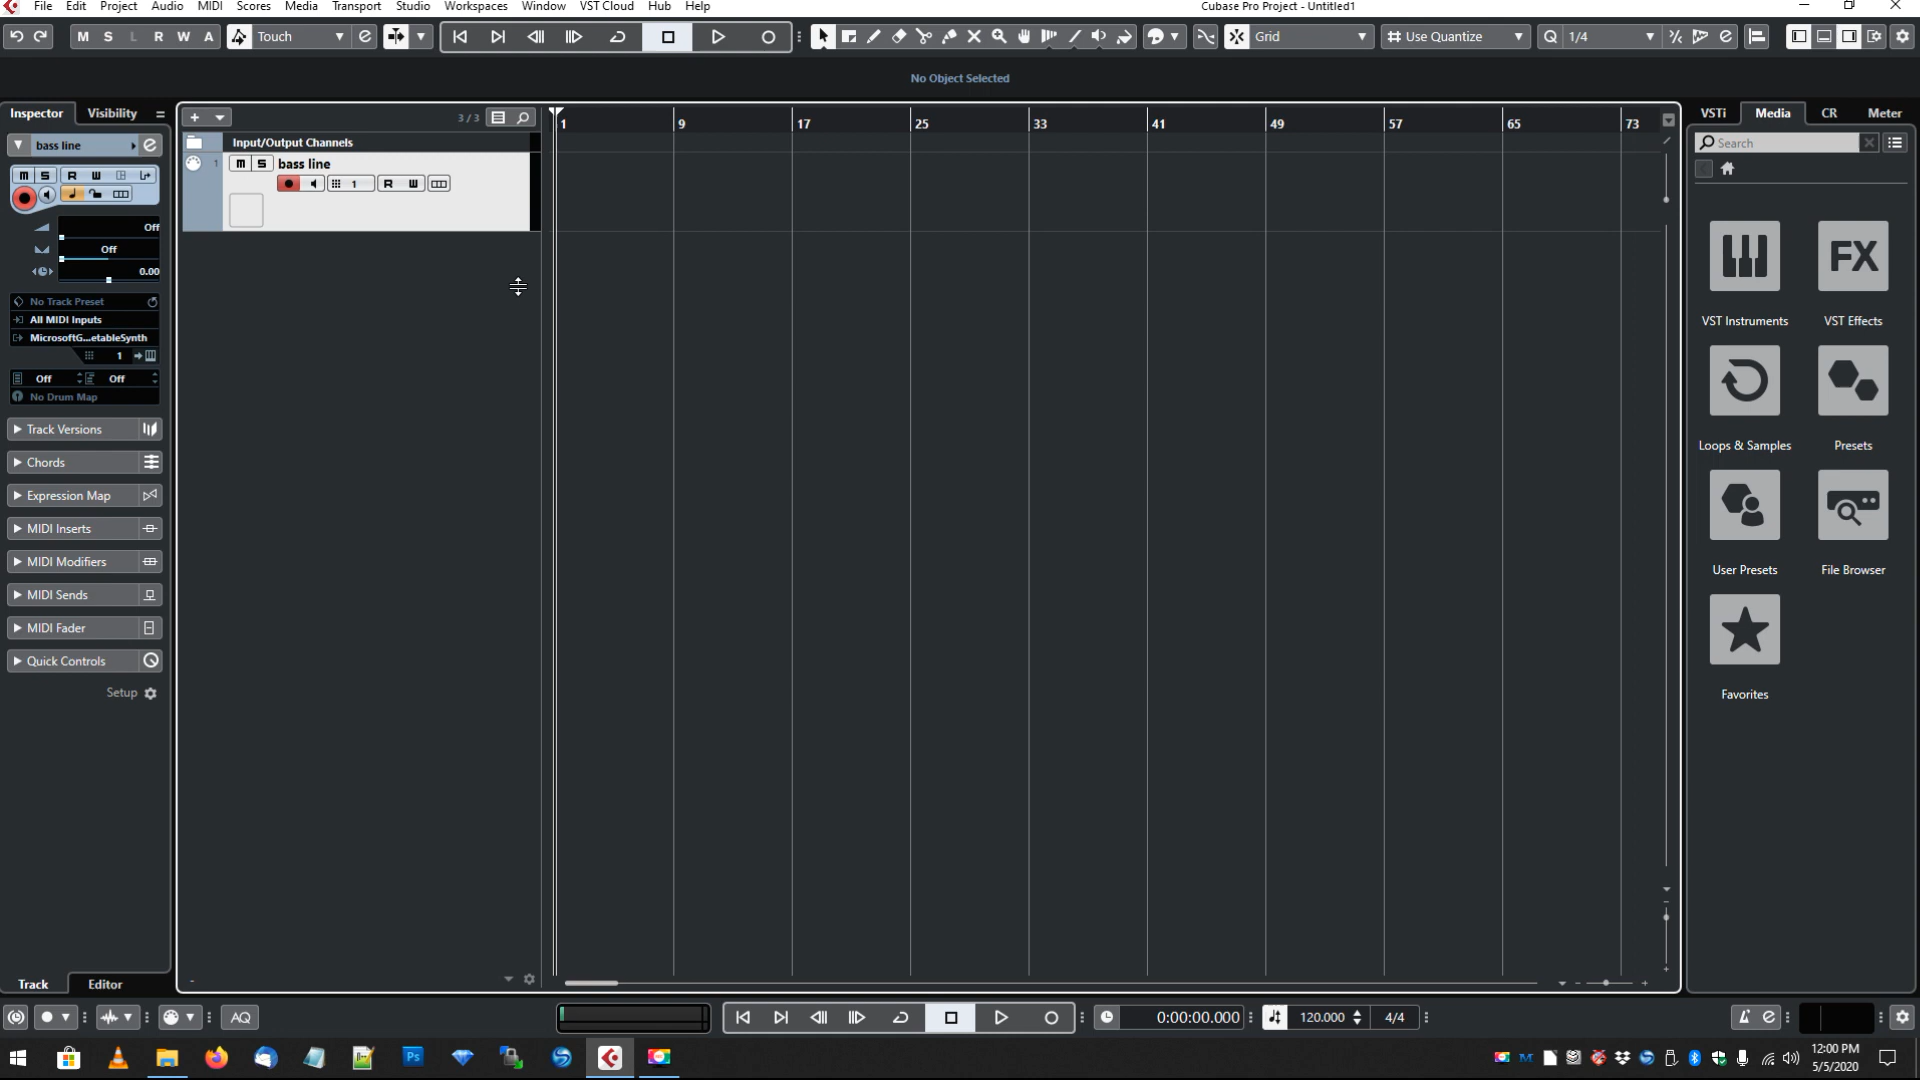 File Edit Project Audio MIDI Scores Media Transport Studio Workspaces Window VST Cloud Hub Help
Cubase Pro Project - Untitled1
M S L R W A Touch
Grid
Use Quantize
1/4
No Object Selected
Inspector Visibility
bass line
m S R W
Off
Off
0.00
No Track Preset
All MIDI Inputs
MicrosoftG...etableSynth
1
Off Off
No Drum Map
Track Versions
Chords
Expression Map
MIDI Inserts
MIDI Modifiers
MIDI Sends
MIDI Fader
Quick Controls
Setup
Track Editor
3 / 3
Input/Output Channels
1 m S bass line
1 R W
1 9 17 25 33 41 49 57 65 73
VSTi Media CR Meter
Search
FX
VST Instruments VST Effects
Loops & Samples Presets
User Presets File Browser
Favorites
AQ
0:00:00.000
120.000
4/4
Ps
12:00 PM
5/5/2020